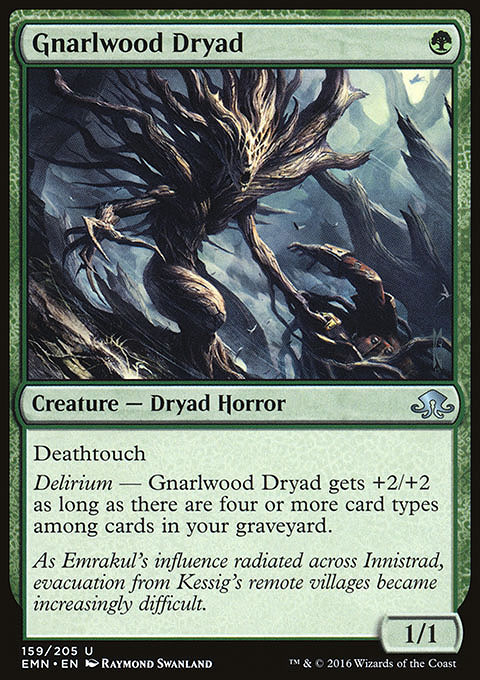 Gnarlwood Dryad
Creature — Dryad Horror
Deathtouch
Delirium — Gnarlwood Dryad gets +2/+2
as long as there are four or more card types
among cards in your graveyard.
As Emrakul's influence radiated across Innistrad,
evacuation from Kessig's remote villages became
increasingly difficult.
1/1
159/205 U
EMN • EN Raymond Swanland
™ & © 2016 Wizards of the Coast